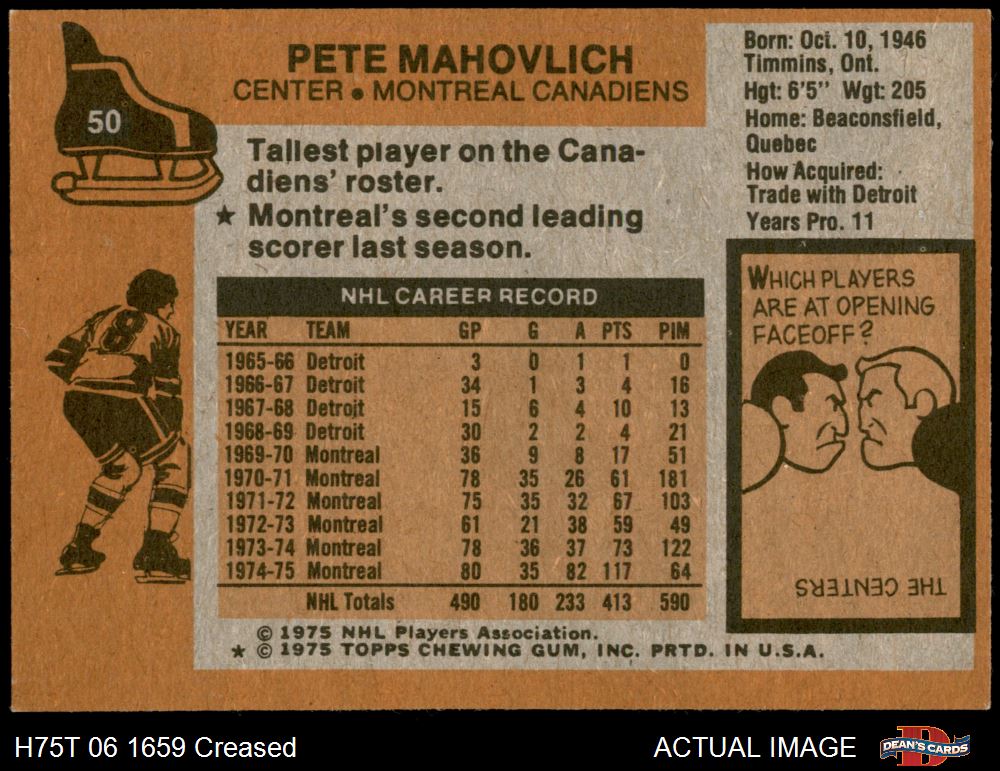 50
PETE MAHOVLICH
CENTER • MONTREAL CANADIENS
Tallest player on the Cana-
diens' roster.
★ Montreal's second leading
scorer last season.
Born: Oct. 10, 1946
Timmins, Ont.
Hgt: 6'5" Wgt: 205
Home: Beaconsfield,
Quebec
How Acquired:
Trade with Detroit
Years Pro. 11
8
NHL CAREER RECORD
YEAR TEAM GP G A PTS PIM
1965-66 Detroit 3 0 1 1 0
1966-67 Detroit 34 1 3 4 16
1967-68 Detroit 15 6 4 10 13
1968-69 Detroit 30 2 2 4 21
1969-70 Montreal 36 9 8 17 51
1970-71 Montreal 78 35 26 61 181
1971-72 Montreal 75 35 32 67 103
1972-73 Montreal 61 21 38 59 49
1973-74 Montreal 78 36 37 73 122
1974-75 Montreal 80 35 82 117 64
NHL Totals 490 180 233 413 590
WHICH PLAYERS
ARE AT OPENING
FACEOFF?
THE CENTERS
© 1975 NHL Players Association.
★ © 1975 TOPPS CHEWING GUM, INC. PRTD. IN U.S.A.
H75T 06 1659 Creased
ACTUAL IMAGE
D
DEAN'S CARDS